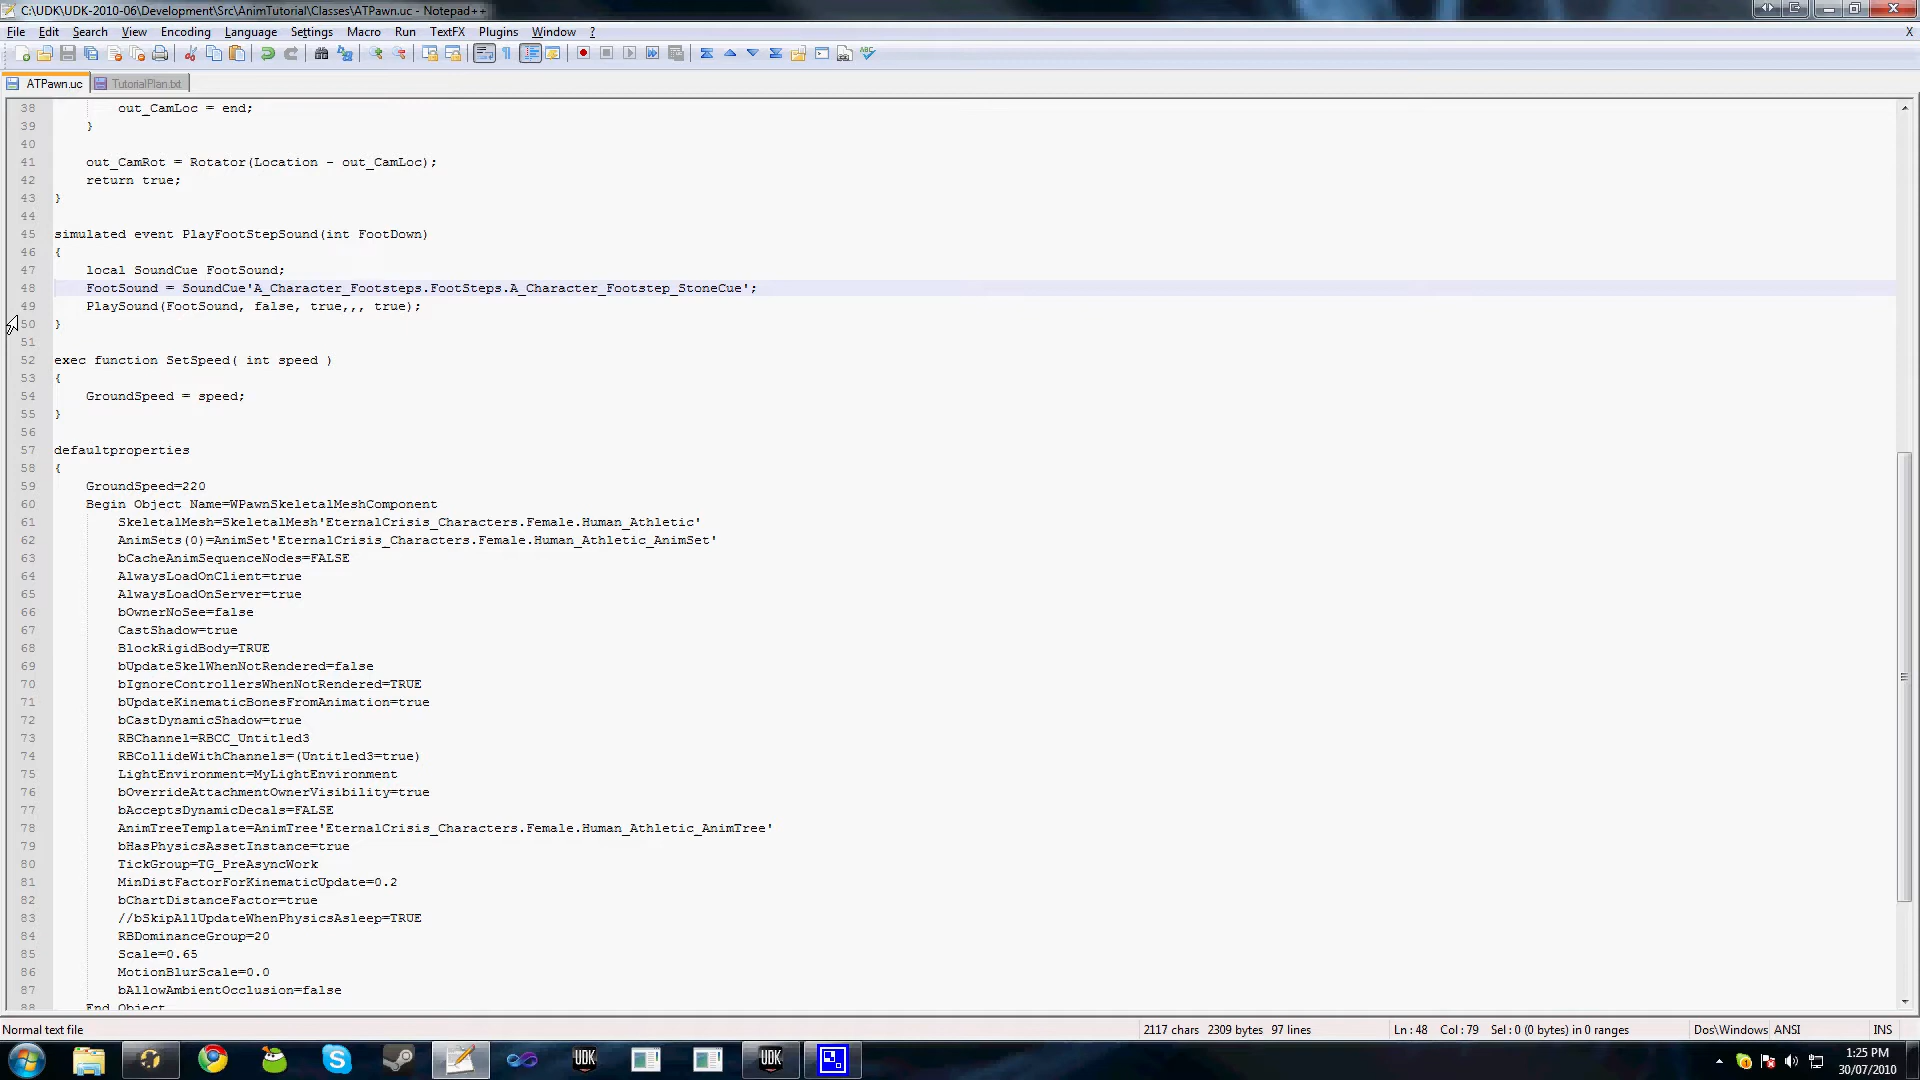 C:\UDK\UDK-2010-06\Development\Src\AnimTutorial\Classes\ATPawn.uc - Notepad++
File Edit Search View Encoding Language Settings Macro Run TextFX Plugins Window ? X
ATPawn.uc TutorialPlan.txt
38 out_CamLoc = end;
39 }
40
41 out_CamRot = Rotator(Location - out_CamLoc);
42 return true;
43 }
44
45 simulated event PlayFootStepSound(int FootDown)
46 {
47 local SoundCue FootSound;
48 FootSound = SoundCue'A_Character_Footsteps.FootSteps.A_Character_Footstep_StoneCue';
49 PlaySound(FootSound, false, true,,, true);
50 }
51
52 exec function SetSpeed( int speed )
53 {
54 GroundSpeed = speed;
55 }
56
57 defaultproperties
58 {
59 GroundSpeed=220
60 Begin Object Name=WPawnSkeletalMeshComponent
61 SkeletalMesh=SkeletalMesh'EternalCrisis_Characters.Female.Human_Athletic'
62 AnimSets(0)=AnimSet'EternalCrisis_Characters.Female.Human_Athletic_AnimSet'
63 bCacheAnimSequenceNodes=FALSE
64 AlwaysLoadOnClient=true
65 AlwaysLoadOnServer=true
66 bOwnerNoSee=false
67 CastShadow=true
68 BlockRigidBody=TRUE
69 bUpdateSkelWhenNotRendered=false
70 bIgnoreControllersWhenNotRendered=TRUE
71 bUpdateKinematicBonesFromAnimation=true
72 bCastDynamicShadow=true
73 RBChannel=RBCC_Untitled3
74 RBCollideWithChannels=(Untitled3=true)
75 LightEnvironment=MyLightEnvironment
76 bOverrideAttachmentOwnerVisibility=true
77 bAcceptsDynamicDecals=FALSE
78 AnimTreeTemplate=AnimTree'EternalCrisis_Characters.Female.Human_Athletic_AnimTree'
79 bHasPhysicsAssetInstance=true
80 TickGroup=TG_PreAsyncWork
81 MinDistFactorForKinematicUpdate=0.2
82 bChartDistanceFactor=true
83 //bSkipAllUpdateWhenPhysicsAsleep=TRUE
84 RBDominanceGroup=20
85 Scale=0.65
86 MotionBlurScale=0.0
87 bAllowAmbientOcclusion=false
88 End Object
Normal text file 2117 chars 2309 bytes 97 lines Ln : 48 Col : 79 Sel : 0 (0 bytes) in 0 ranges Dos\Windows ANSI INS
UDK UDK 1:25 PM
30/07/2010